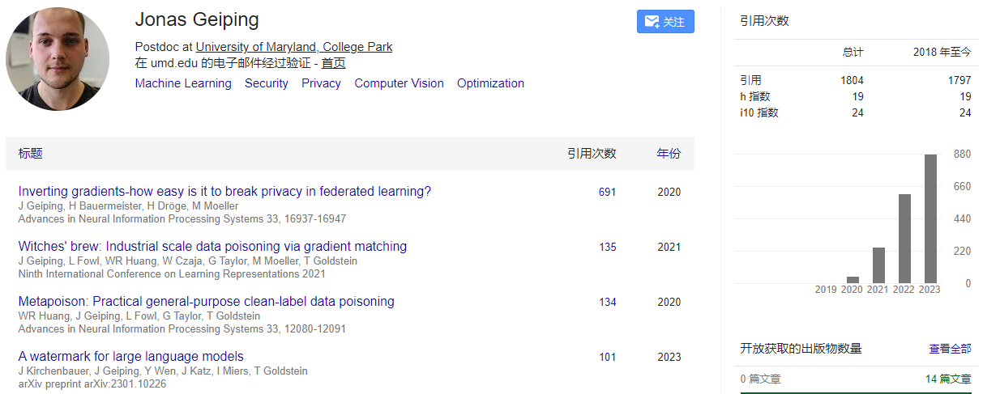 Jonas Geiping
关注
Postdoc at University of Maryland, College Park
在 umd.edu 的电子邮件经过验证 - 首页
Machine Learning Security Privacy Computer Vision Optimization
标题 引用次数 年份
Inverting gradients-how easy is it to break privacy in federated learning? 691 2020
J Geiping, H Bauermeister, H Dröge, M Moeller
Advances in Neural Information Processing Systems 33, 16937-16947
Witches' brew: Industrial scale data poisoning via gradient matching 135 2021
J Geiping, L Fowl, WR Huang, W Czaja, G Taylor, M Moeller, T Goldstein
Ninth International Conference on Learning Representations 2021
Metapoison: Practical general-purpose clean-label data poisoning 134 2020
WR Huang, J Geiping, L Fowl, G Taylor, T Goldstein
Advances in Neural Information Processing Systems 33, 12080-12091
A watermark for large language models 101 2023
J Kirchenbauer, J Geiping, Y Wen, J Katz, I Miers, T Goldstein
arXiv preprint arXiv:2301.10226
引用次数
总计 2018 年至今
引用 1804 1797
h 指数 19 19
i10 指数 24 24
880
660
440
220
0
2019 2020 2021 2022 2023
开放获取的出版物数量 查看全部
0 篇文章 14 篇文章